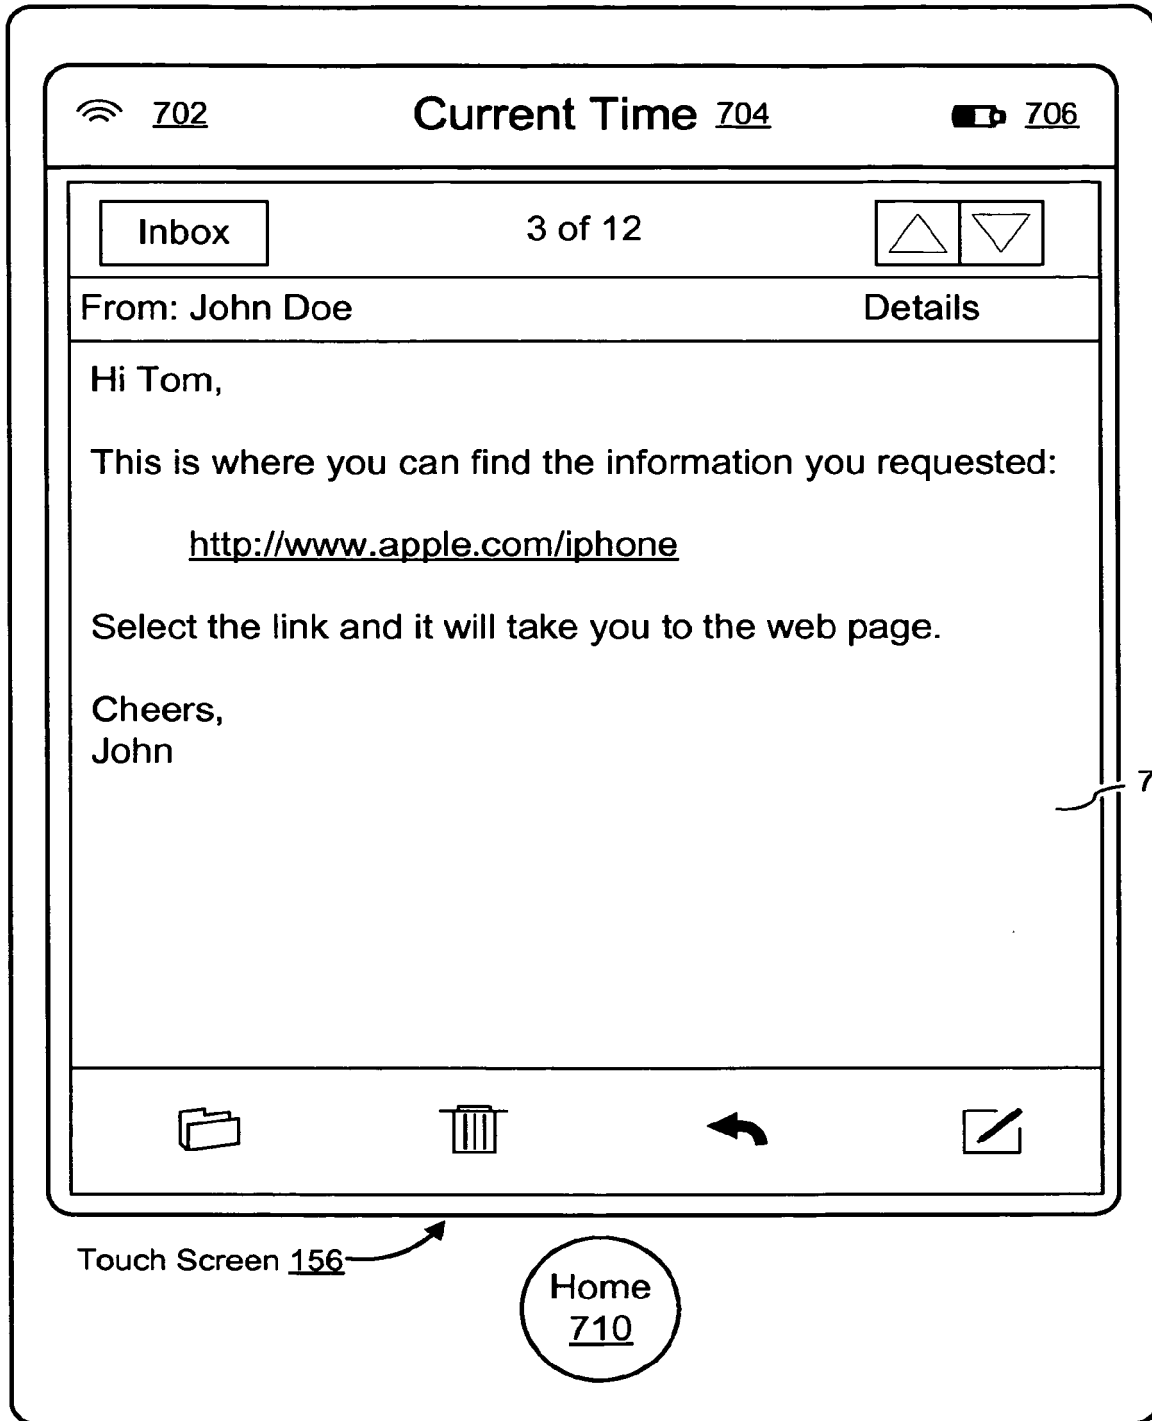 702 Current Time 704 706
Inbox 3 of 12
From: John Doe Details
Hi Tom,
This is where you can find the information you requested:
http://www.apple.com/iphone
Select the link and it will take you to the web page.
Cheers,
John
7
Touch Screen 156
Home
710